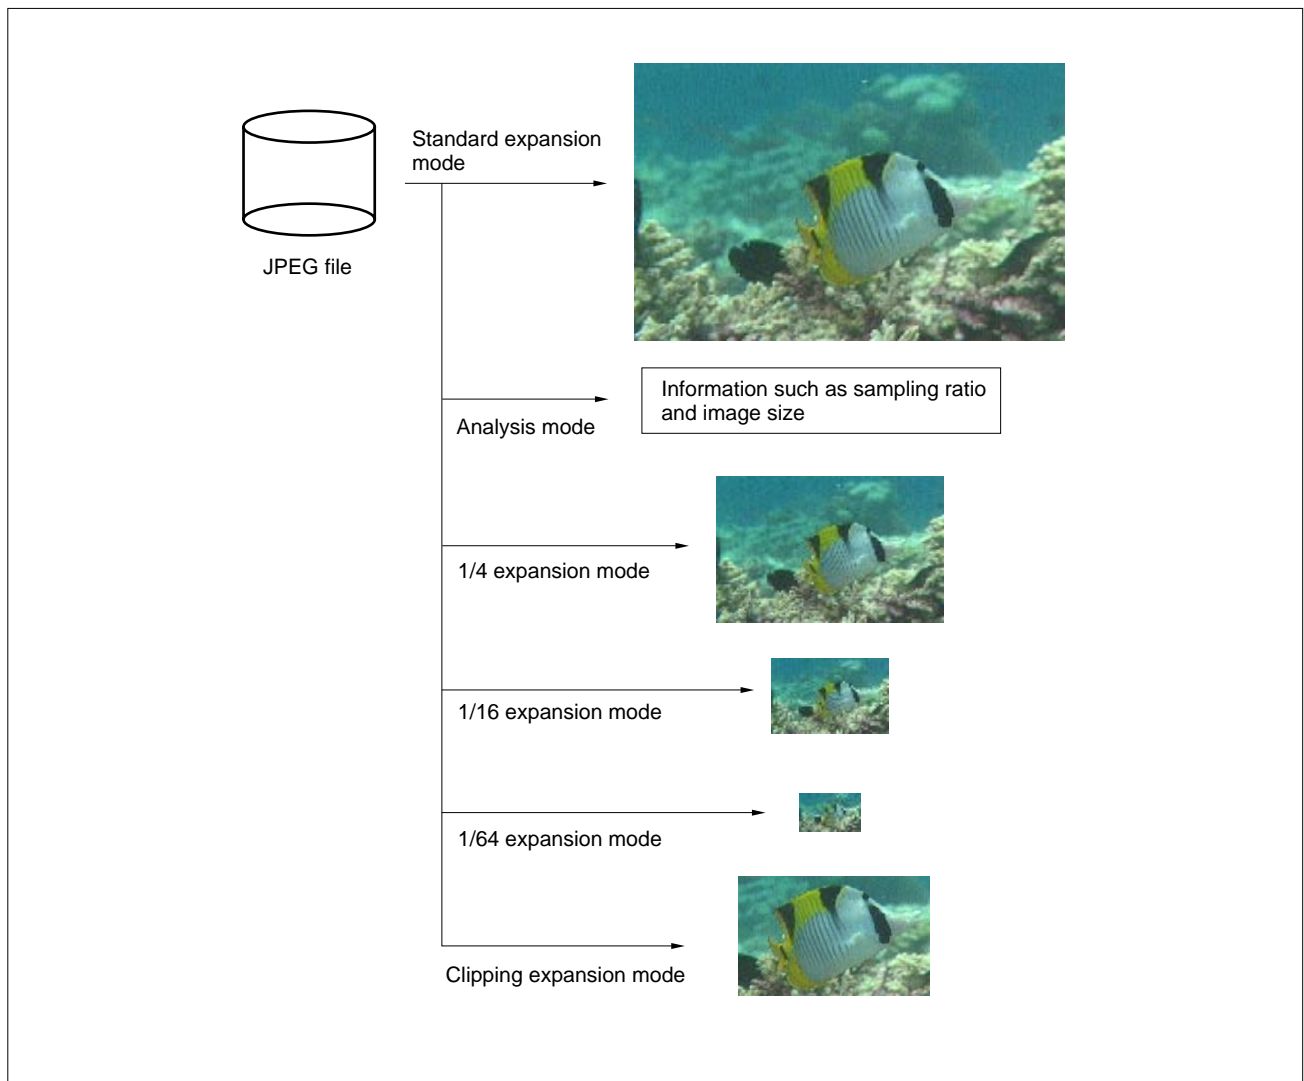 Standard expansion
mode
JPEG file
Information such as sampling ratio
and image size
Analysis mode
1/4 expansion mode
1/16 expansion mode
1/64 expansion mode
Clipping expansion mode